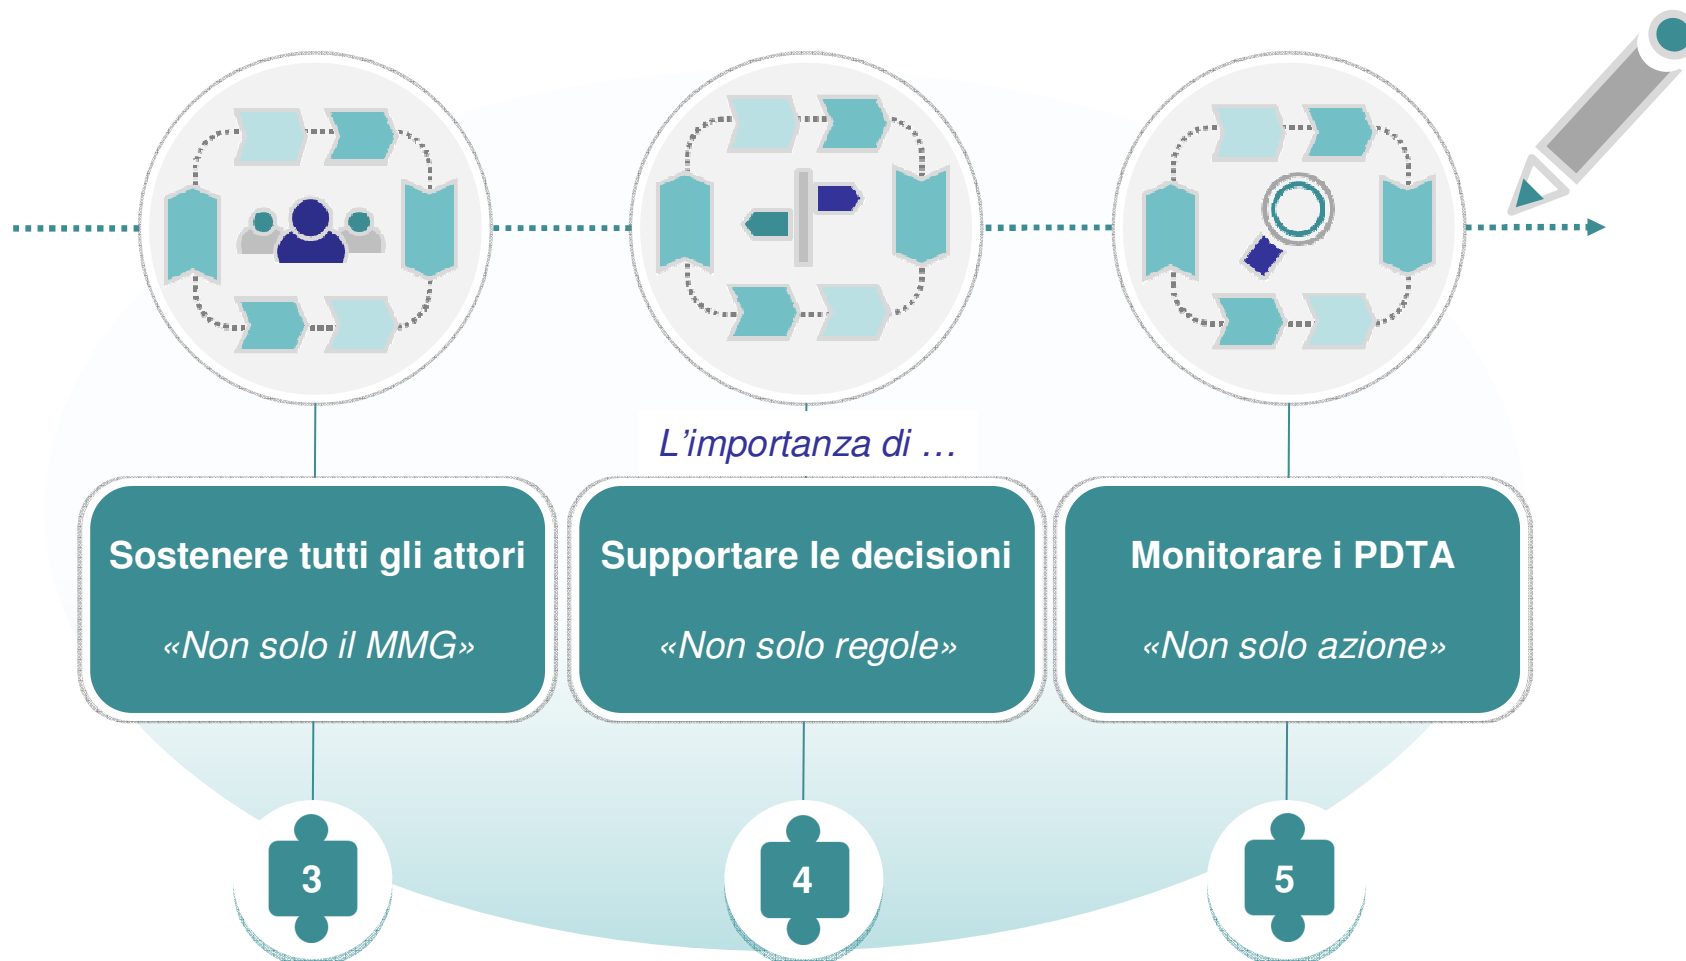 L'importanza di …
Sostenere tutti gli attori
«Non solo il MMG»
Supportare le decisioni
«Non solo regole»
Monitorare i PDTA
«Non solo azione»
3
4
5